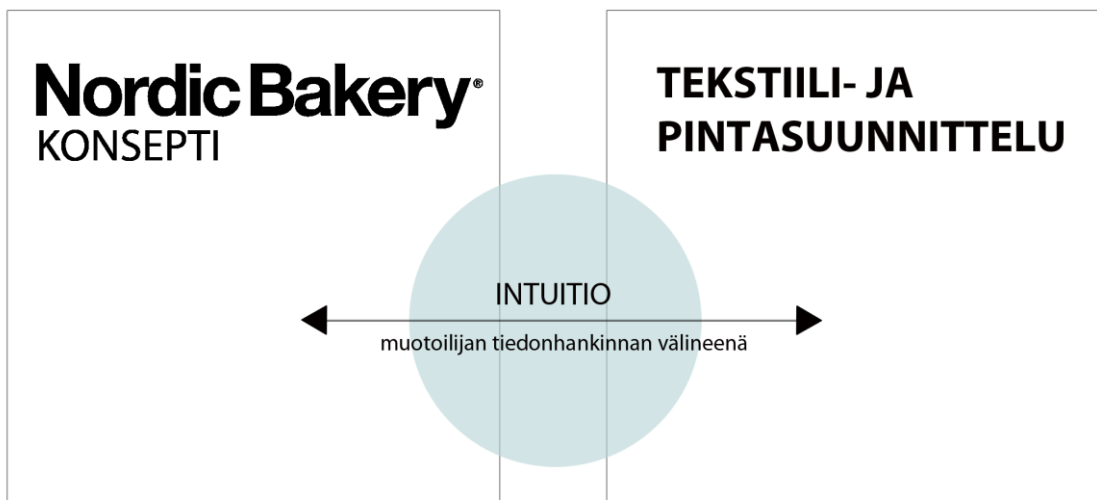 Nordic Bakery®
KONSEPTI
TEKSTIILI- JA
PINTASUUNNITTELU
INTUITIO
muotoilijan tiedonhankinnan välineenä